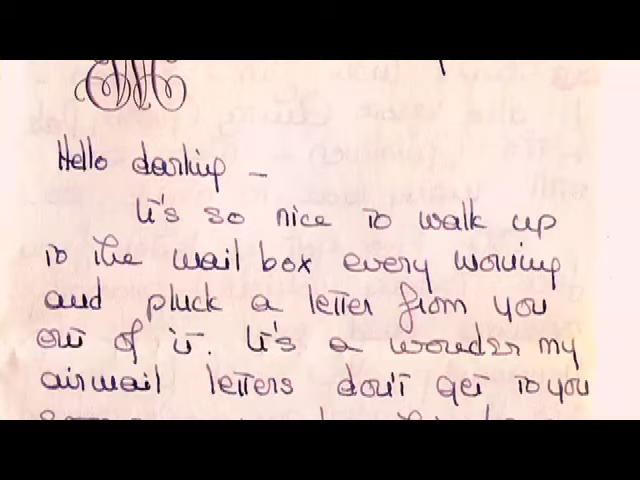 Hello darling -
It's so nice to walk up
to the mail box every morning
and pluck a letter from you
out of it. It's a wonder my
airmail letters don't get to you